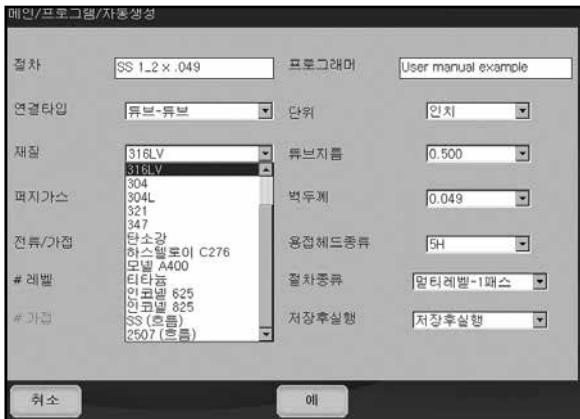 메인/프로그램/자동생성
절차 SS 1_2 x .049 프로그래머 User manual example
연결타입 튜브-튜브 단위 인치
재질 316LV 튜브지름 0.500
316LV
304
304L
퍼지가스 벽두께 0.049
321
347
탄소강
전류/가접 용접헤드종류 5H
하스텔로이 C276
모넬 A400
# 레벨 절차종류 멀티레벨-1패스
티타늄
인코넬 625
인코넬 825
# 가접 저장후실행 저장후실행
SS (흐름)
2507 (흐름)
취소 예